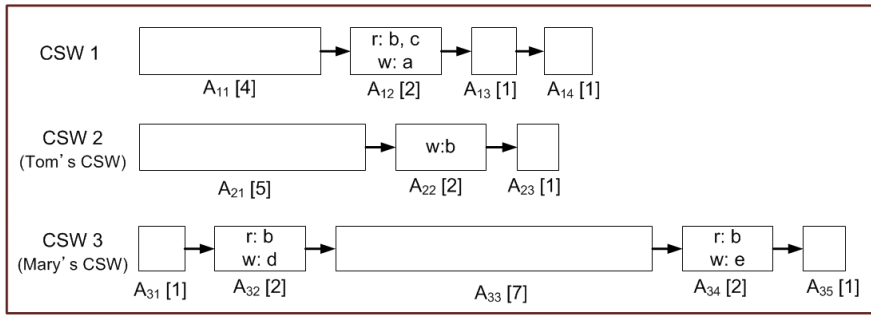 CSW 1
r: b, c
w: a
A11 [4]
A12 [2]
A13 [1]
A14 [1]
CSW 2
(Tom's CSW)
w:b
A21 [5]
A22 [2]
A23 [1]
CSW 3
(Mary's CSW)
r: b
w: d
r: b
w: e
A31 [1]
A32 [2]
A33 [7]
A34 [2]
A35 [1]